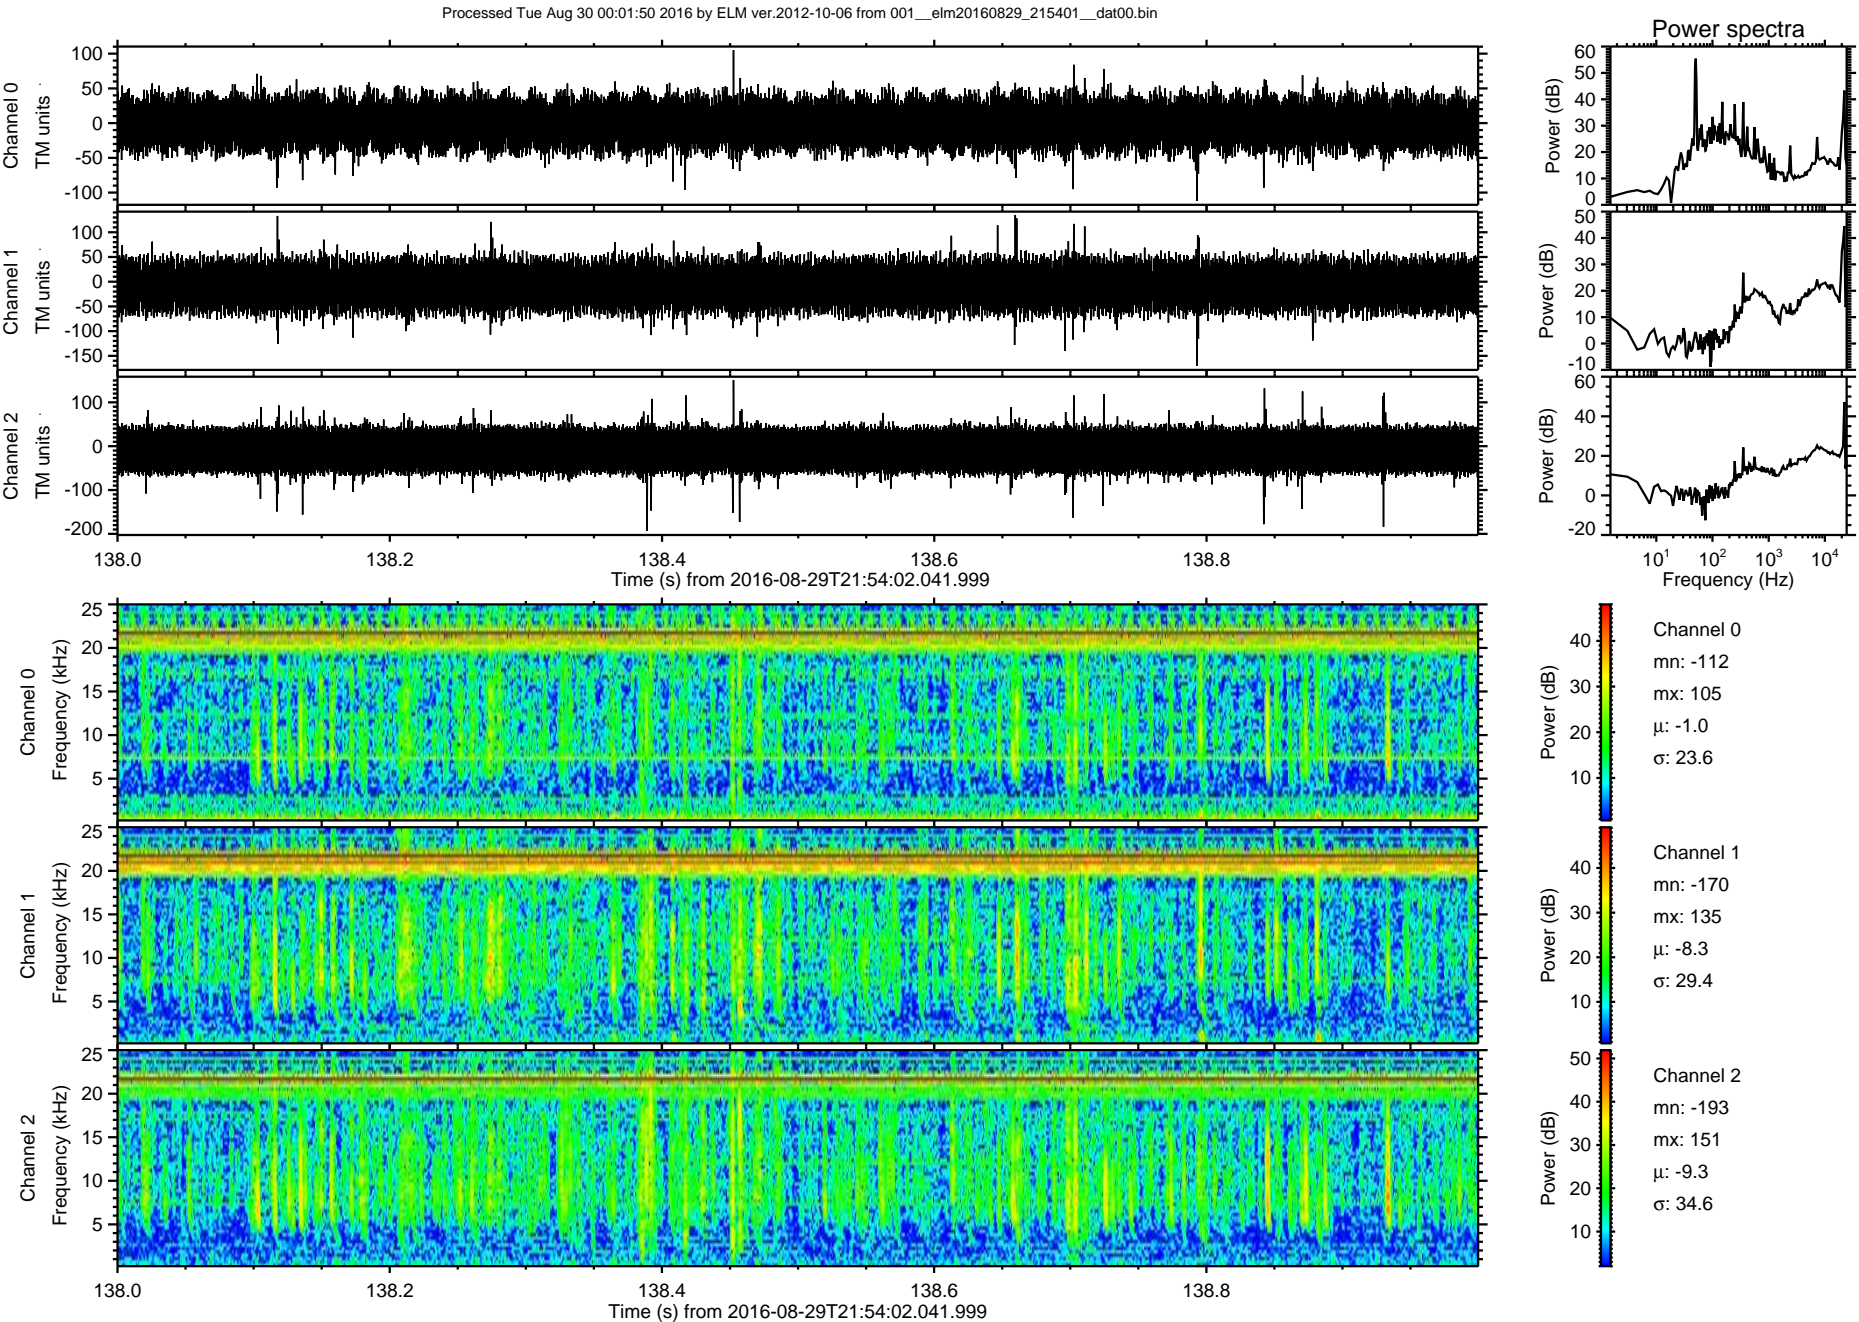 Processed Tue Aug 30 00:01:50 2016 by ELM ver.2012-10-06 from 001__elm20160829_215401__dat00.bin
Power spectra
Channel 0
TM units
100
50
0
-50
-100
Power (dB)
60
50
40
30
20
10
0
Channel 1
TM units
100
50
0
-50
-100
-150
Power (dB)
50
40
30
20
10
0
-10
Channel 2
TM units
100
0
-100
-200
Power (dB)
60
40
20
0
-20
138.0 138.2 138.4 138.6 138.8
Time (s) from 2016-08-29T21:54:02.041.999
10¹ 10² 10³ 10⁴
Frequency (Hz)
Channel 0
Frequency (kHz)
25
20
15
10
5
Power (dB)
40
30
20
10
Channel 0
mn: -112
mx: 105
μ: -1.0
σ: 23.6
Channel 1
Frequency (kHz)
25
20
15
10
5
Power (dB)
40
30
20
10
Channel 1
mn: -170
mx: 135
μ: -8.3
σ: 29.4
Channel 2
Frequency (kHz)
25
20
15
10
5
Power (dB)
50
40
30
20
10
Channel 2
mn: -193
mx: 151
μ: -9.3
σ: 34.6
138.0 138.2 138.4 138.6 138.8
Time (s) from 2016-08-29T21:54:02.041.999